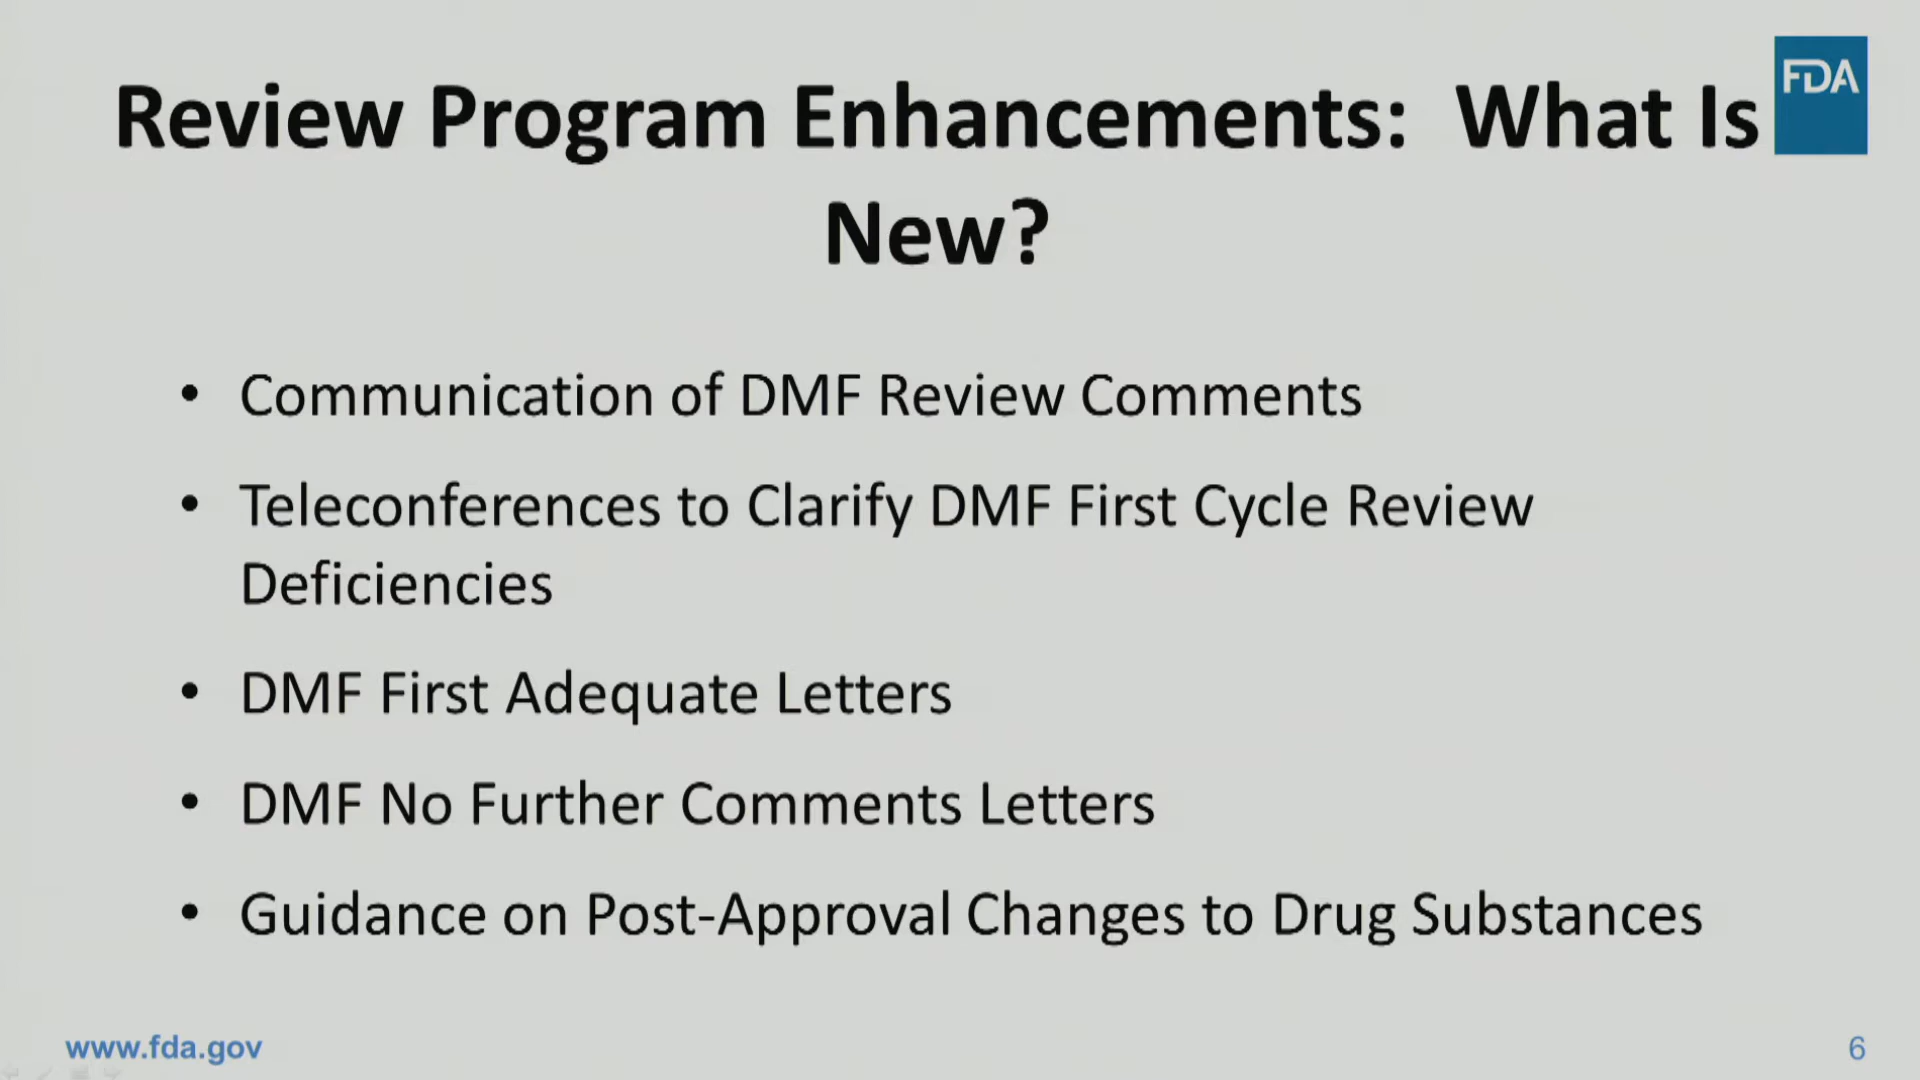 Review Program Enhancements: What Is
FDA
New?
• Communication of DMF Review Comments
• Teleconferences to Clarify DMF First Cycle Review
Deficiencies
• DMF First Adequate Letters
• DMF No Further Comments Letters
• Guidance on Post-Approval Changes to Drug Substances
www.fda.gov
6